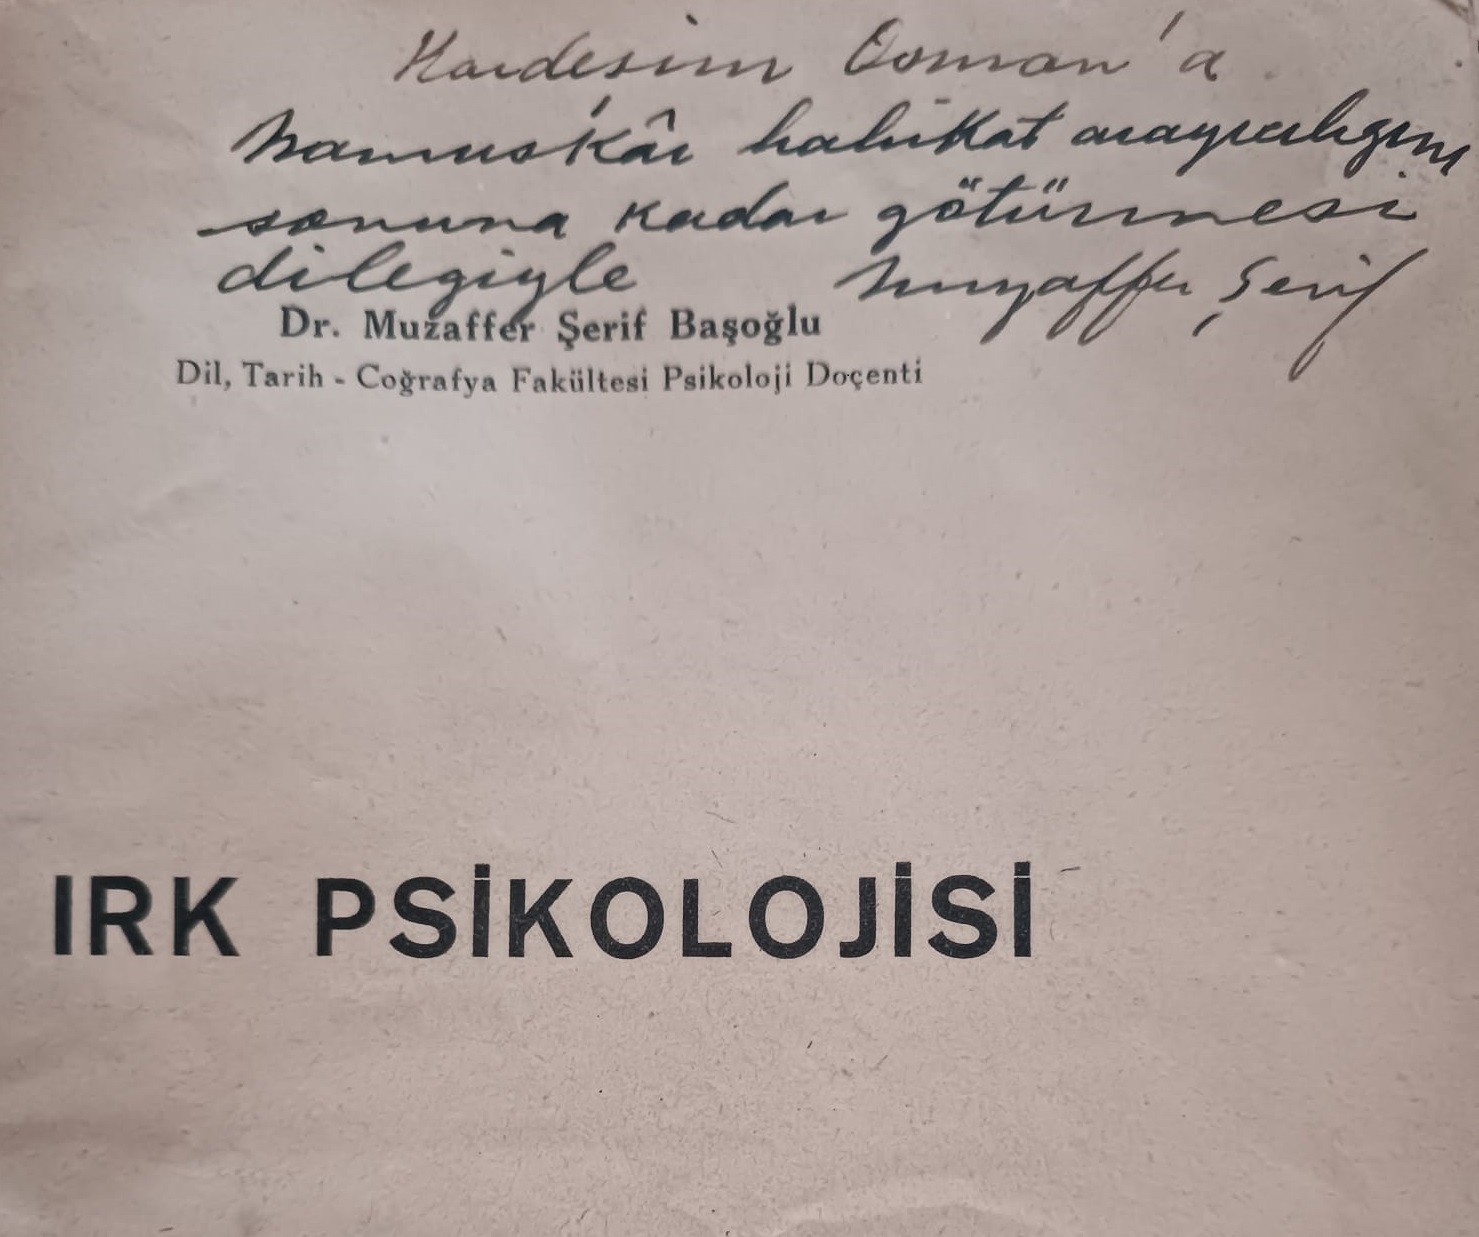 Kardeşim Osman'a
Namuskâr hakikat arayıcılığını
sonuna kadar götürmesi
dileğiyle Muzaffer Şerif
Dr. Muzaffer Şerif Başoğlu
Dil, Tarih - Coğrafya Fakültesi Psikoloji Doçenti
IRK PSİKOLOJİSİ